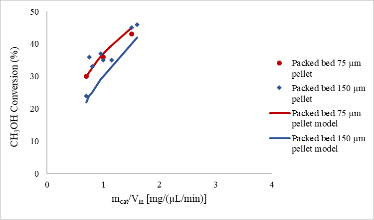 50
40
30
20
10
0
CH3OH Conversion (%)
0 1 2 3 4
mcat/Vin [mg/(µL/min)]
Packed bed 75 µm
pellet
Packed bed 150 µm
pellet
Packed bed 75 µm
pellet model
Packed bed 150 µm
pellet model